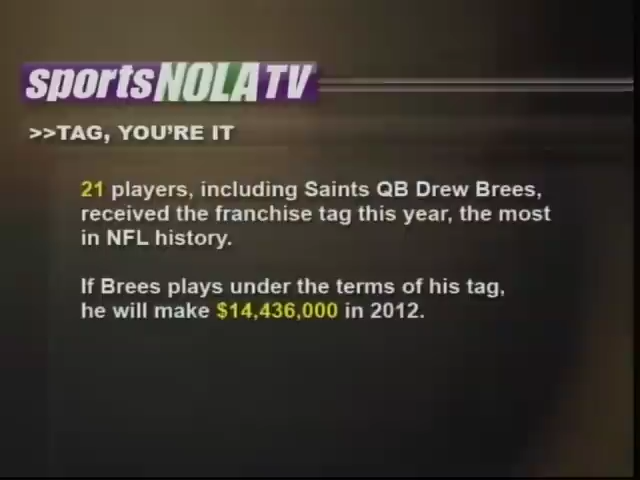 sportsNOLATV
>>TAG, YOU'RE IT
21 players, including Saints QB Drew Brees,
received the franchise tag this year, the most
in NFL history.
If Brees plays under the terms of his tag,
he will make $14,436,000 in 2012.